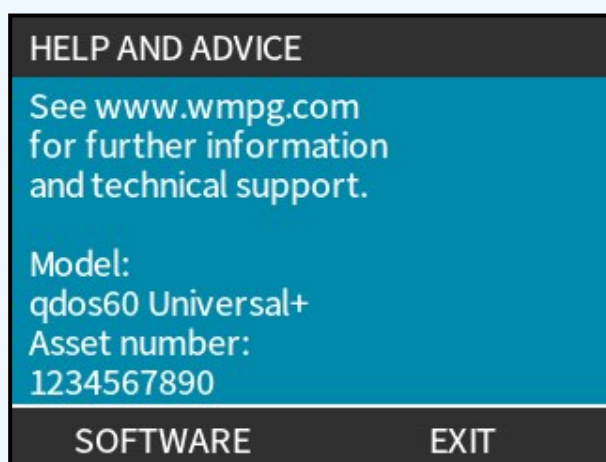 HELP AND ADVICE
See www.wmpg.com
for further information
and technical support.
Model:
qdos60 Universal+
Asset number:
1234567890
SOFTWARE EXIT